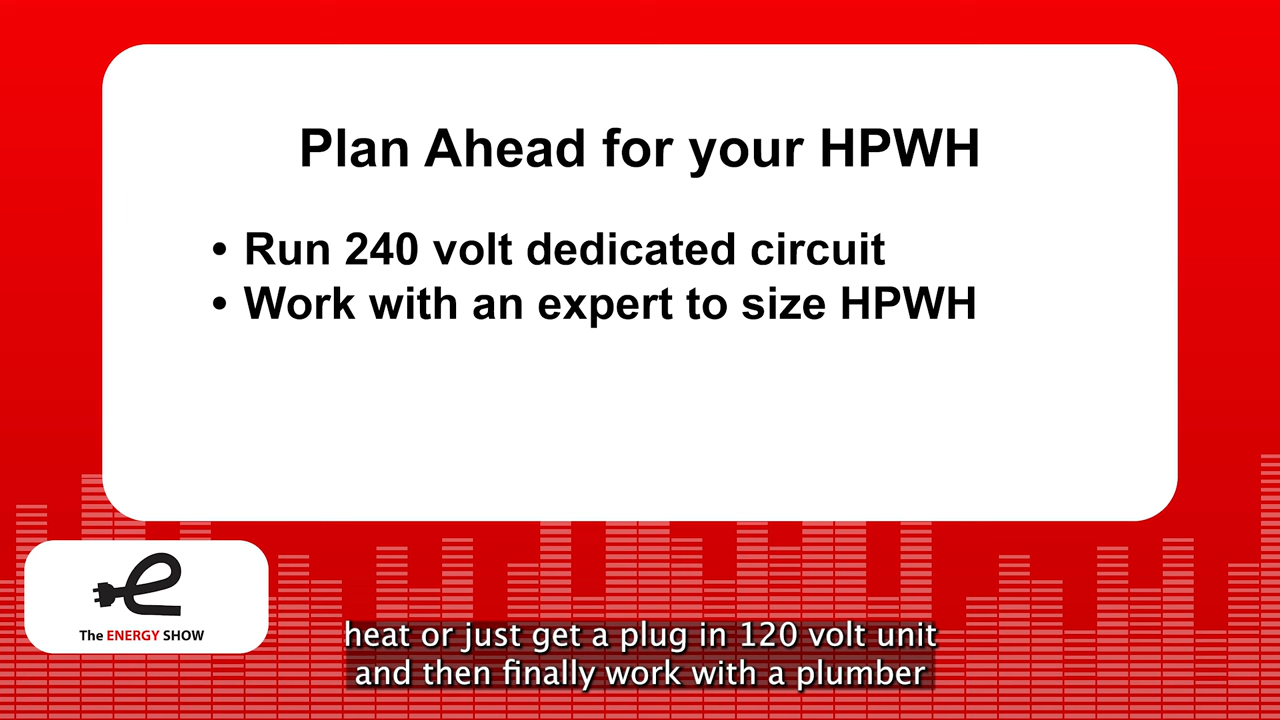 Plan Ahead for your HPWH
• Run 240 volt dedicated circuit
• Work with an expert to size HPWH
The ENERGY SHOW
heat or just get a plug in 120 volt unit
and then finally work with a plumber